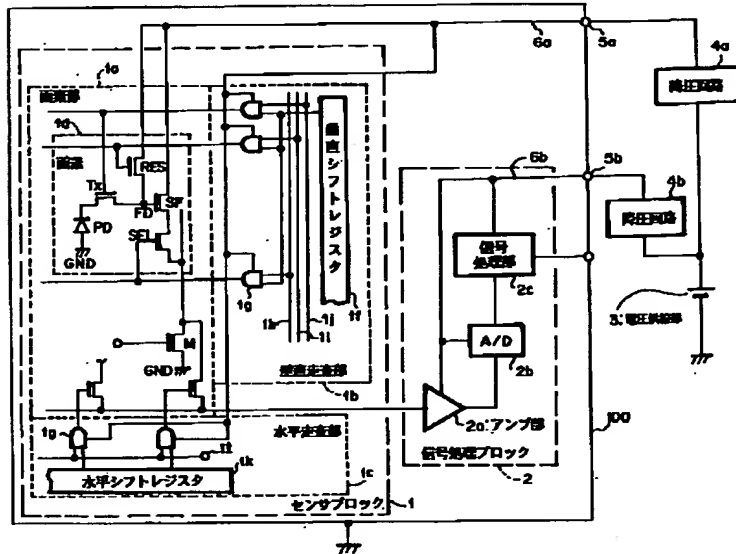 6a
5a
4a
降圧回路
1a
画素部
1d
画素
RES
Tx
FD
SF
PD
GND
SEL
垂直シフトレジスタ
1f
1g
1h
1j
1i
垂直走査部
1b
M
GND
6b
5b
4b
降圧回路
信号
処理部
2c
A/D
2b
3:電圧供給部
2a:アンプ部
信号処理ブロック
2
100
水平走査部
1g
1ℓ
1k
1c
水平シフトレジスタ
センサブロック
1